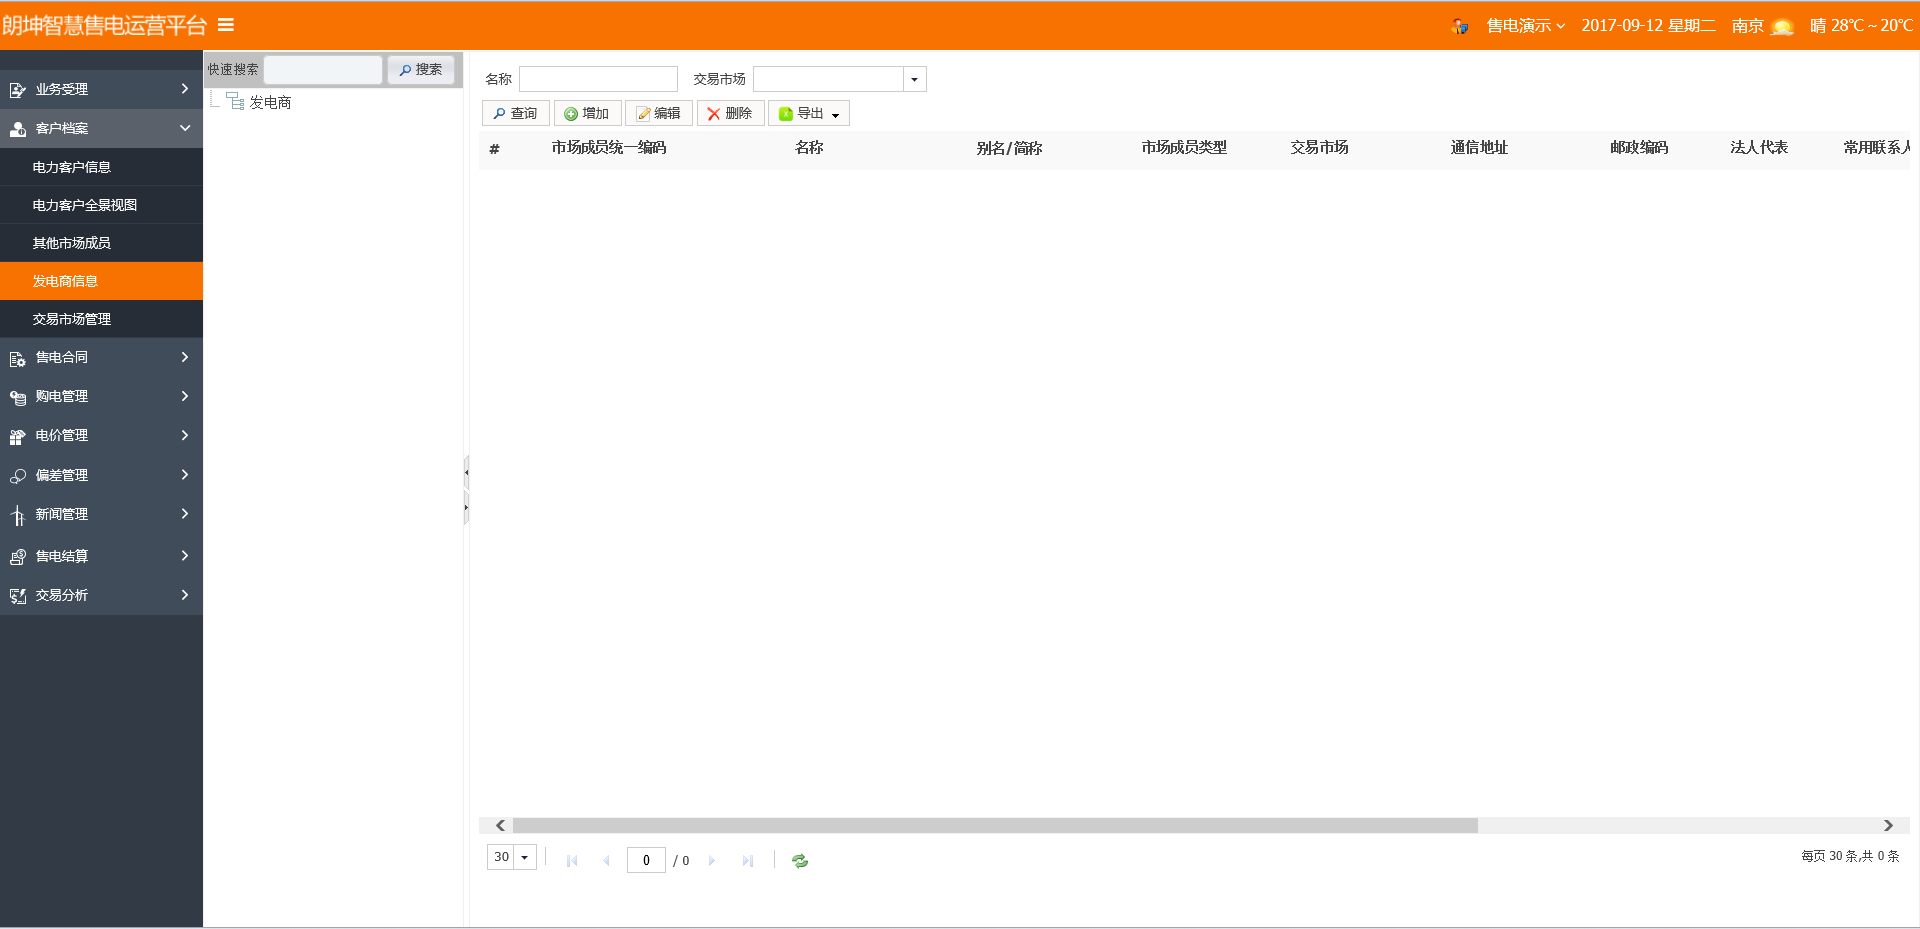 朗坤智慧售电运营平台
售电演示 2017-09-12 星期二 南京 晴 28℃ ~ 20℃
业务受理
客户档案
电力客户信息
电力客户全景视图
其他市场成员
发电商信息
交易市场管理
售电合同
购电管理
电价管理
偏差管理
新闻管理
售电结算
交易分析
快速搜索 搜索
发电商
名称 交易市场
查询 增加 编辑 删除 导出
# 市场成员统一编码 名称 别名/简称 市场成员类型 交易市场 通信地址 邮政编码 法人代表 常用联系人
30 0 / 0 每页 30 条,共 0 条